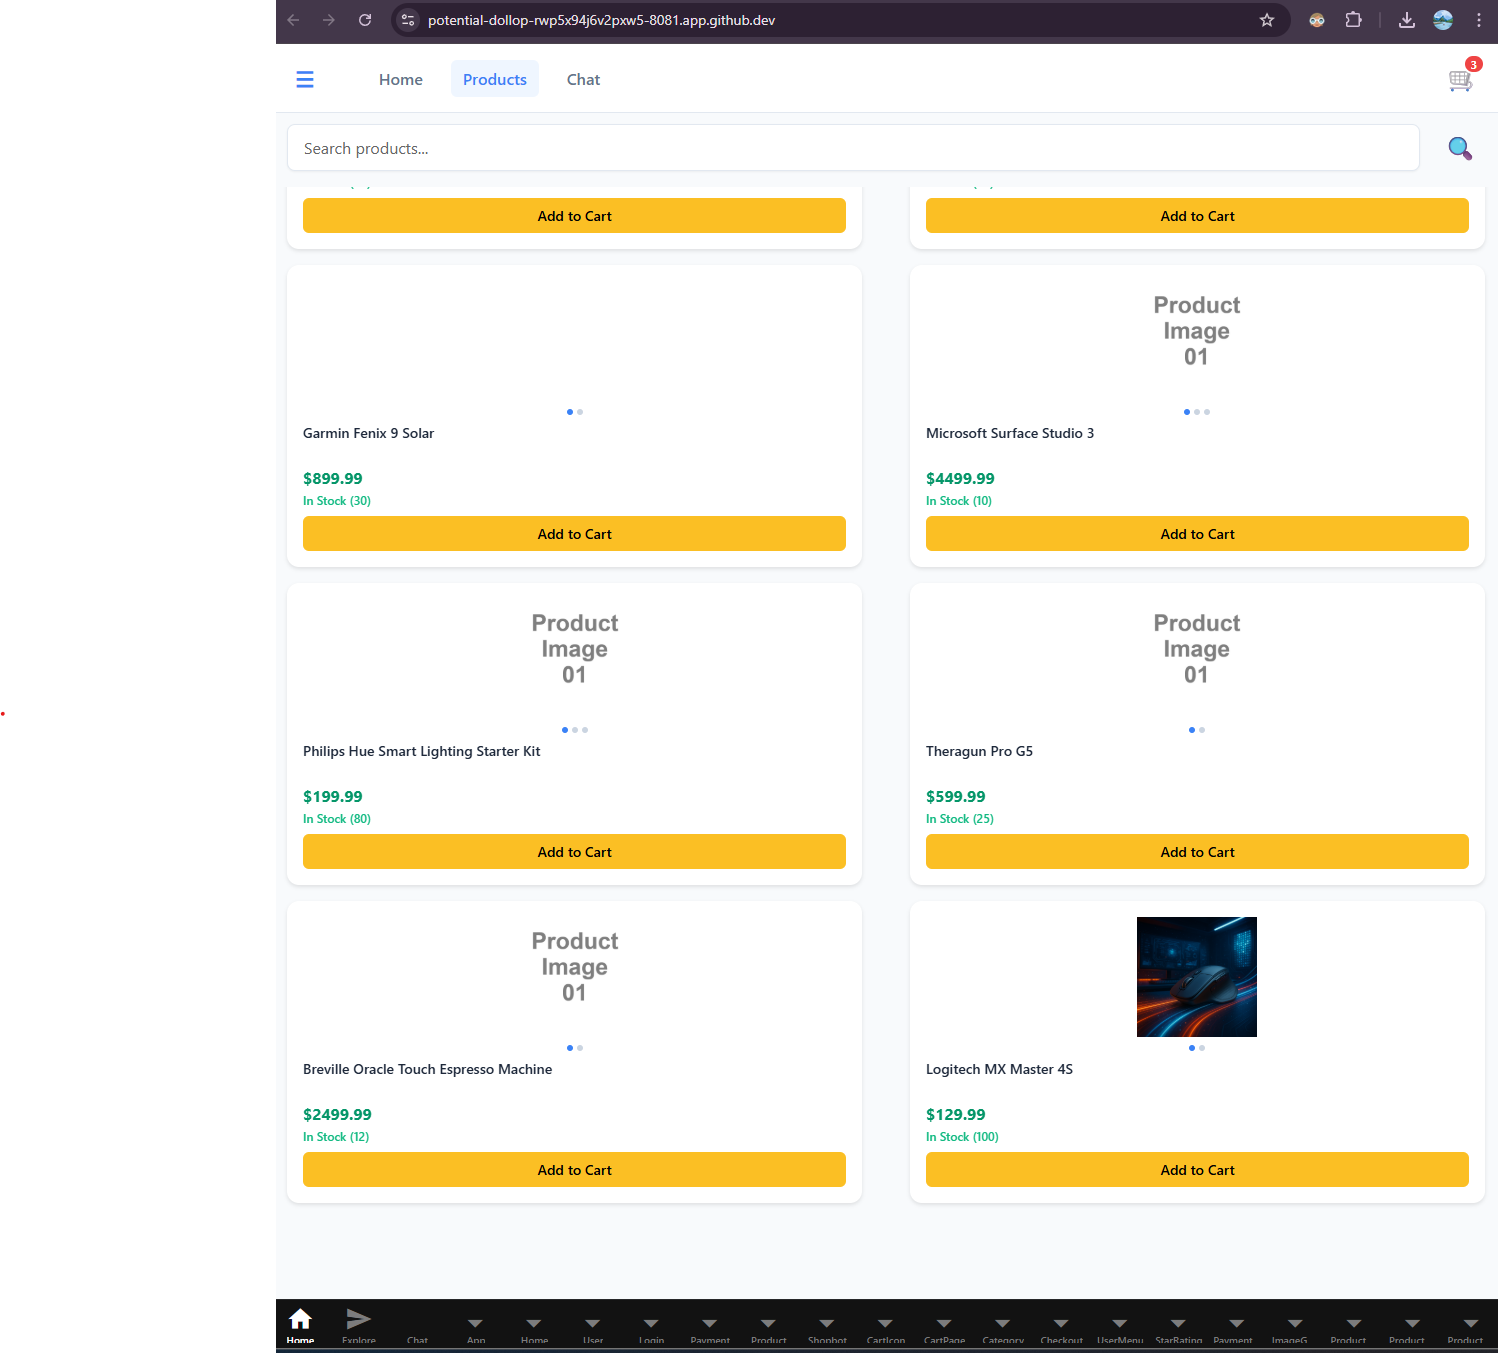 potential-dollop-rwp5x94j6v2pxw5-8081.app.github.dev
Home Products Chat 3
Search products...
Add to Cart Add to Cart
Product
Image
01
Garmin Fenix 9 Solar Microsoft Surface Studio 3
$899.99 $4499.99
In Stock (30) In Stock (10)
Add to Cart Add to Cart
Product Product
Image Image
01 01
Philips Hue Smart Lighting Starter Kit Theragun Pro G5
$199.99 $599.99
In Stock (80) In Stock (25)
Add to Cart Add to Cart
Product
Image
01
Breville Oracle Touch Espresso Machine Logitech MX Master 4S
$2499.99 $129.99
In Stock (12) In Stock (100)
Add to Cart Add to Cart
Home Explore Chat App Home User Login Payment Product Shopbot CartIcon CartPage Category Checkout UserMenu StarRating Payment ImageG Product Product Product